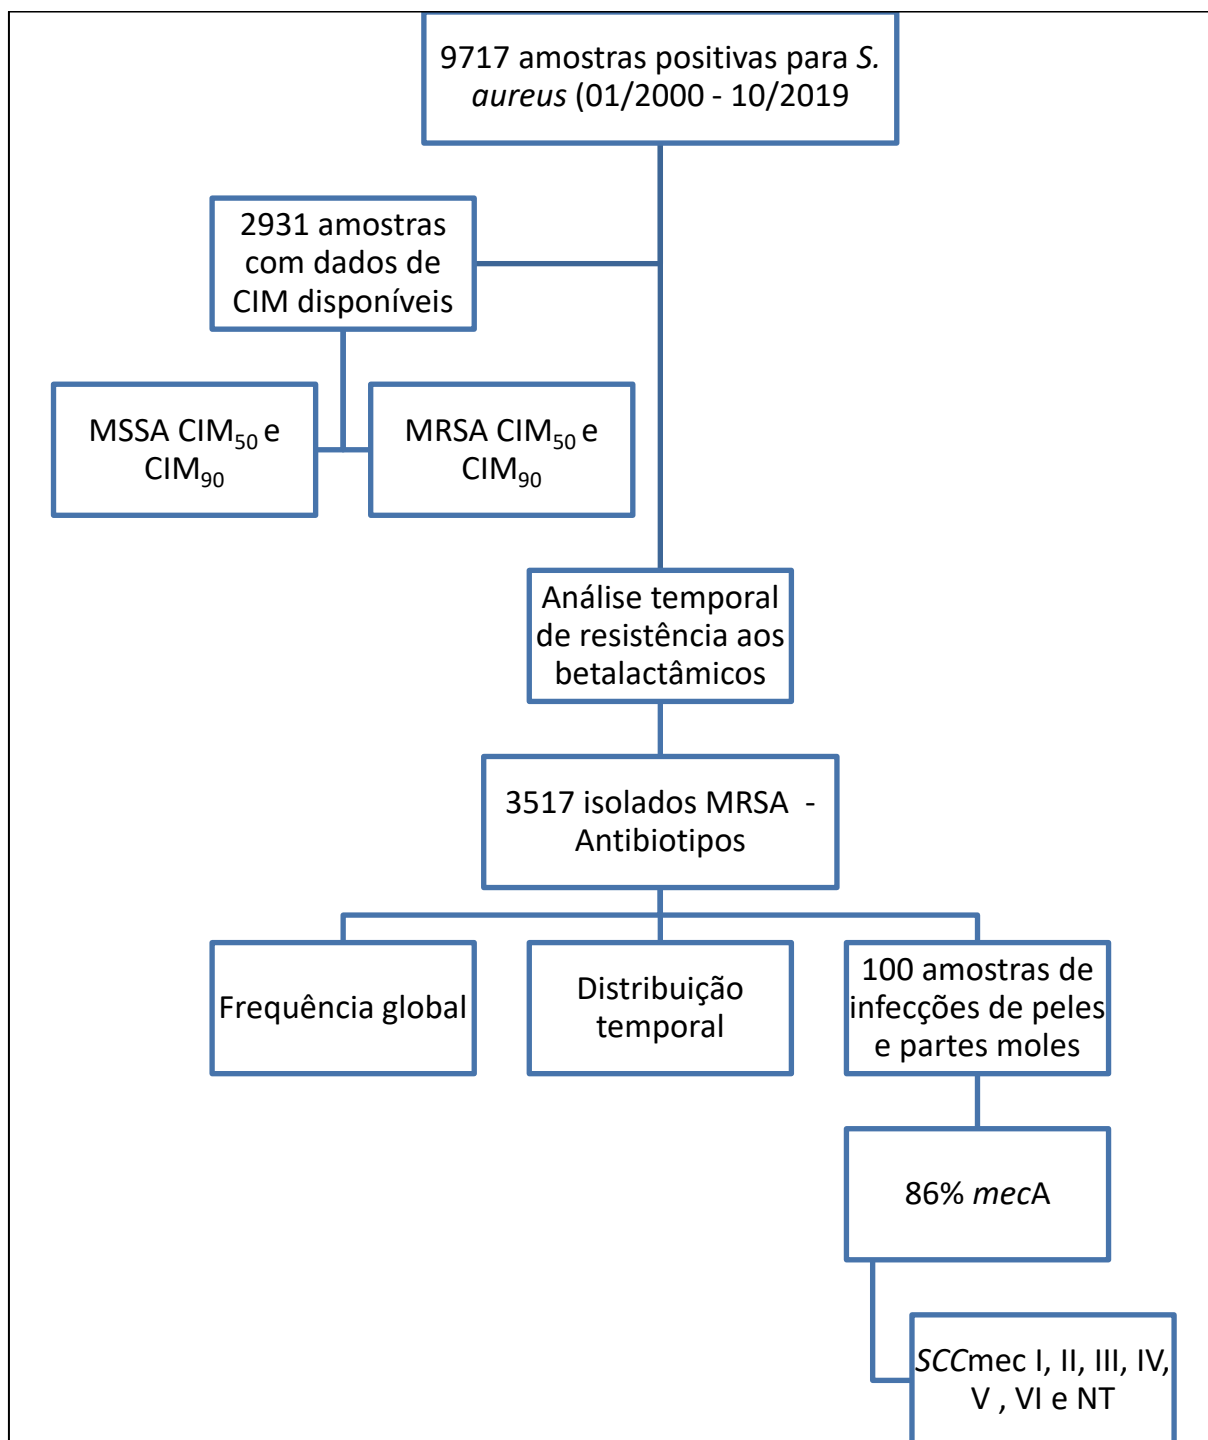 9717 amostras positivas para S.
aureus (01/2000 - 10/2019
2931 amostras
com dados de
CIM disponíveis
MSSA CIM50 e
CIM90
MRSA CIM50 e
CIM90
Análise temporal
de resistência aos
betalactâmicos
3517 isolados MRSA -
Antibiotipos
Frequência global
Distribuição
temporal
100 amostras de
infecções de peles
e partes moles
86% mecA
SCCmec I, II, III, IV,
V , VI e NT